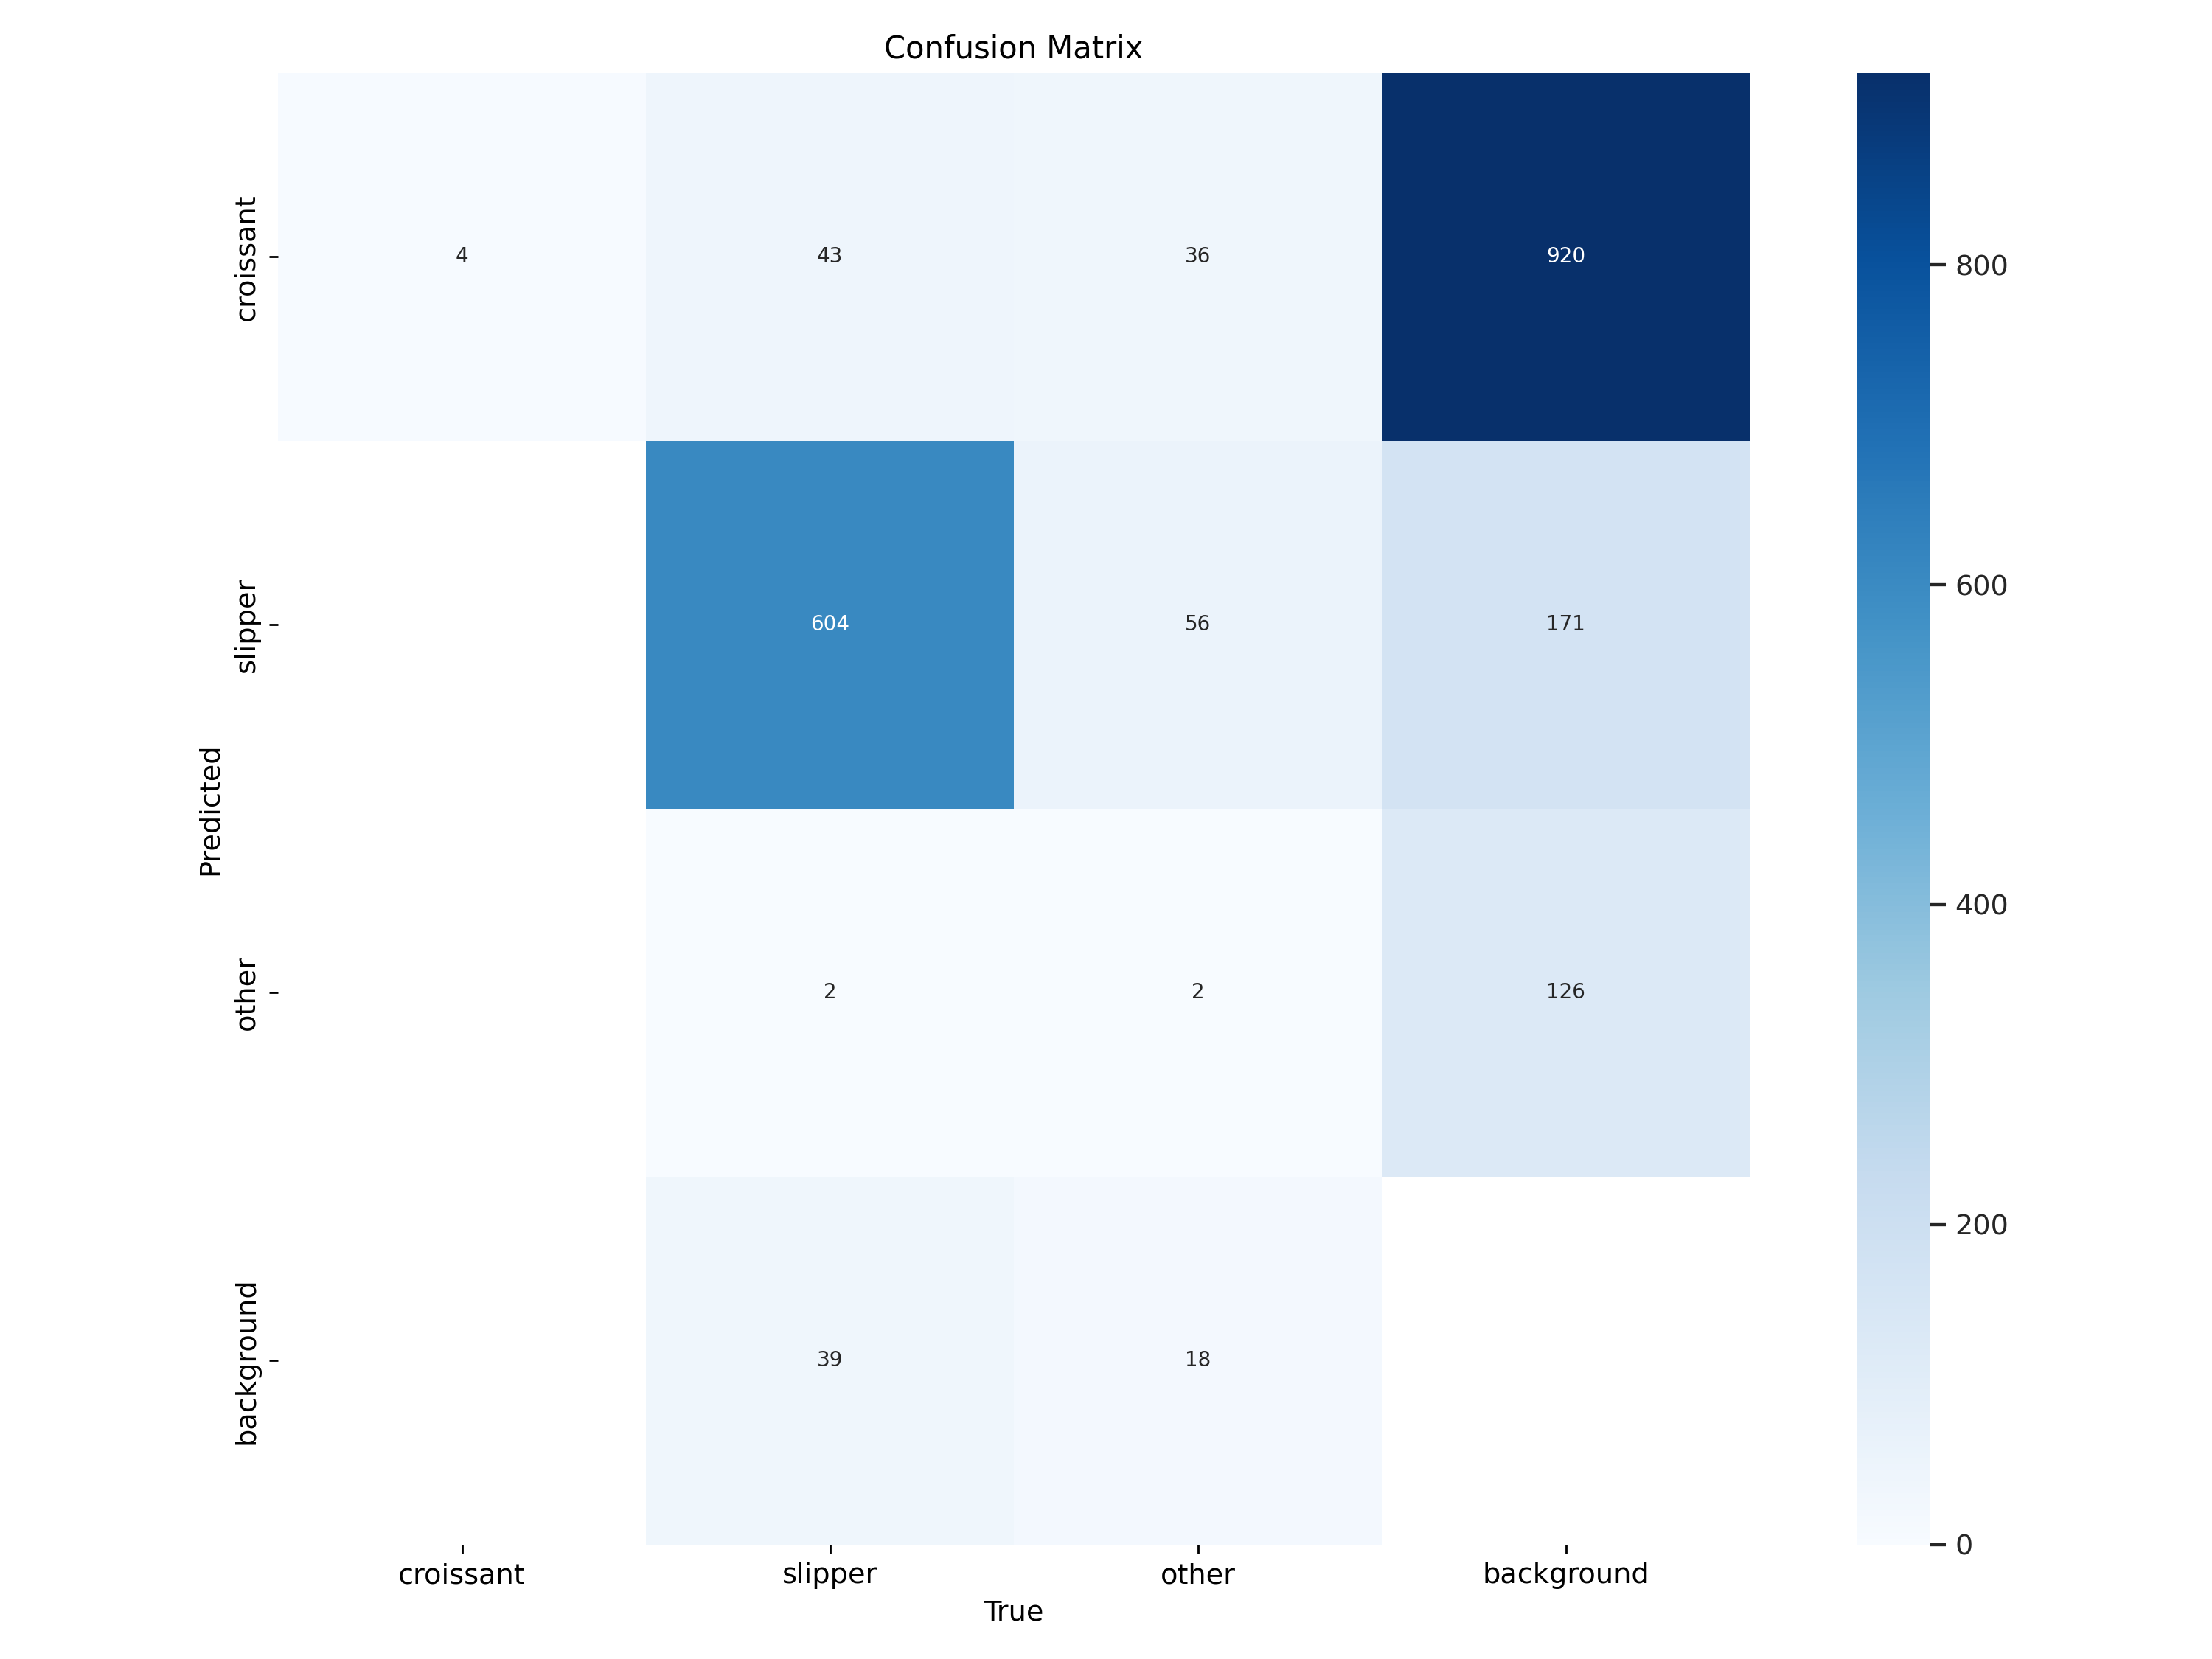 Confusion Matrix
croissant
4
43
36
920
slipper
604
56
171
other
2
2
126
background
39
18
Predicted
croissant
slipper
other
background
True
800
600
400
200
0